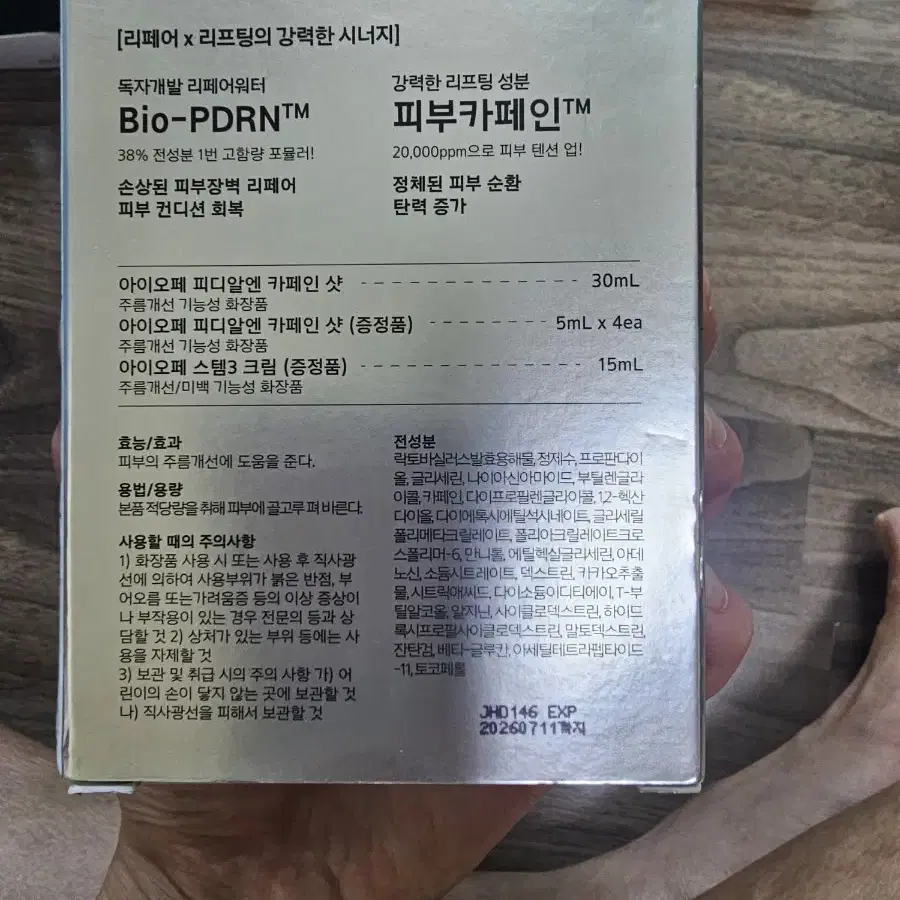 [리페어 x 리프팅의 강력한 시너지]
독자개발 리페어워터
Bio-PDRN™
38% 전성분 1번 고함량 포뮬러!
손상된 피부장벽 리페어
피부 컨디션 회복
강력한 리프팅 성분
피부카페인™
20,000ppm으로 피부 텐션 업!
정체된 피부 순환
탄력 증가
아이오페 피디알엔 카페인 샷 30mL
주름개선 기능성 화장품
아이오페 피디알엔 카페인 샷 (증정품) 5mL x 4ea
주름개선 기능성 화장품
아이오페 스템3 크림 (증정품) 15mL
주름개선/미백 기능성 화장품
효능/효과
피부의 주름개선에 도움을 준다.
용법/용량
본품 적당량을 취해 피부에 골고루 펴 바른다.
사용할 때의 주의사항
1) 화장품 사용 시 또는 사용 후 직사광
선에 의하여 사용부위가 붉은 반점, 부
어오름 또는가려움증 등의 이상 증상이
나 부작용이 있는 경우 전문의 등과 상
담할 것 2) 상처가 있는 부위 등에는 사
용을 자제할 것
3) 보관 및 취급 시의 주의 사항 가) 어
린이의 손이 닿지 않는 곳에 보관할 것
나) 직사광선을 피해서 보관할 것
전성분
락토바실러스발효용해물, 정제수, 프로판다이
올, 글리세린, 나이아신아마이드, 부틸렌글라
이콜, 카페인, 다이프로필렌글라이콜, 1,2-헥산
다이올, 다이에톡시에틸석시네이트, 글리세릴
폴리메타크릴레이트, 폴리아크릴레이트크로
스폴리머-6, 만니톨, 에틸헥실글리세린, 아데
노신, 소듐시트레이트, 덱스트린, 카카오추출
물, 시트릭애씨드, 다이소듐이디티에이, T-부
틸알코올, 알지닌, 사이클로덱스트린, 하이드
록시프로필사이클로덱스트린, 말토덱스트린,
잔탄검, 베타-글루칸, 아세틸테트라펩타이드
-11, 토코페롤
JHD146 EXP
20260711까지